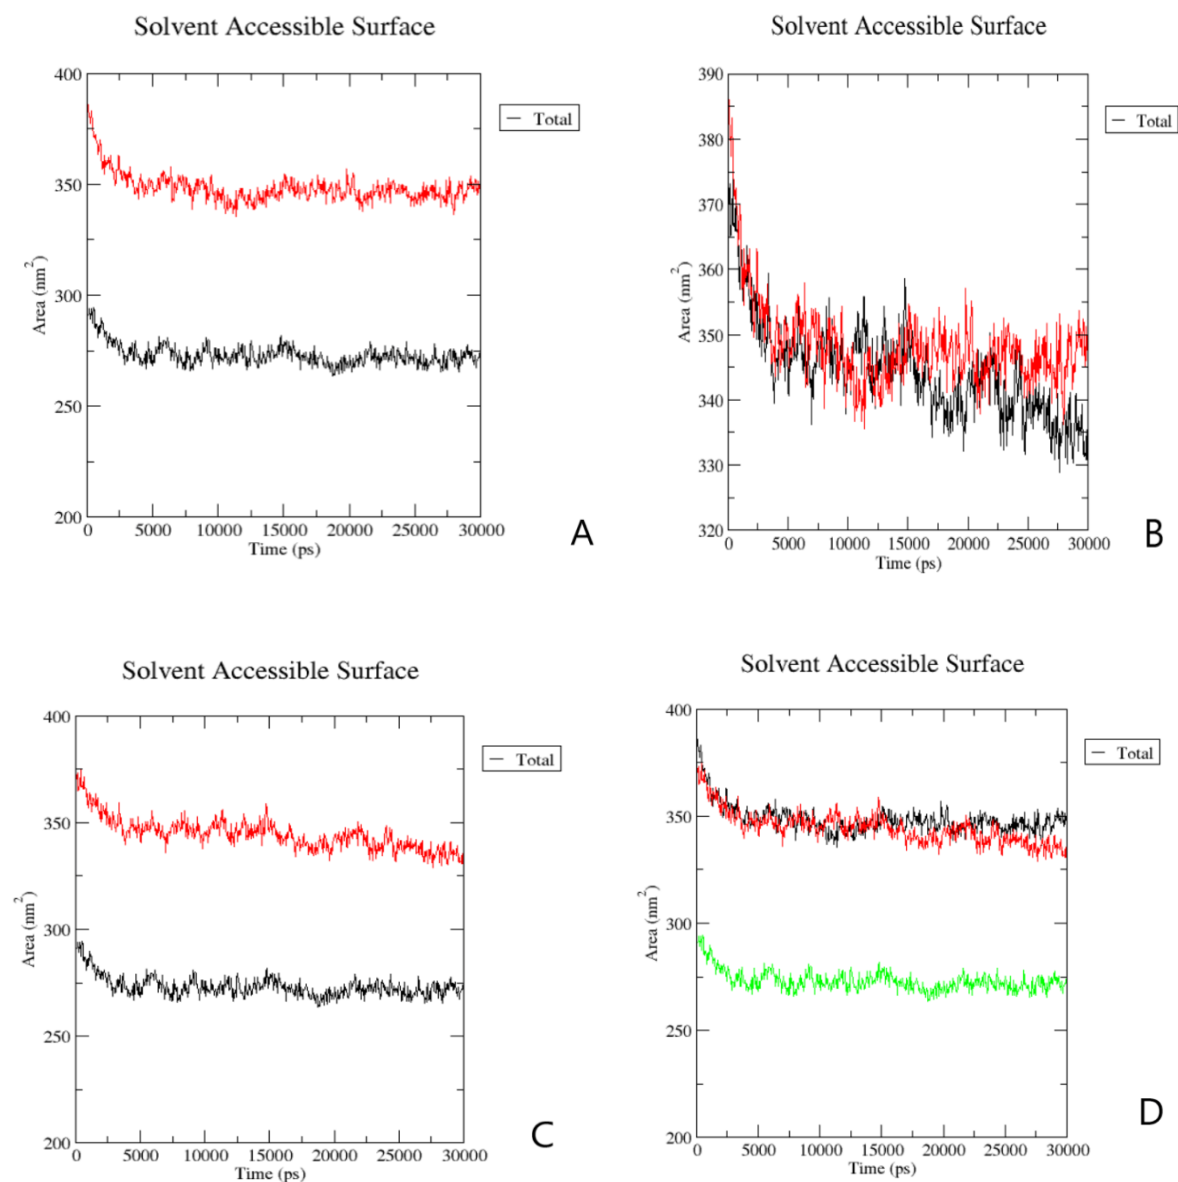 Solvent Accessible Surface
400
350
300
250
200
Area (nm²)
0 5000 10000 15000 20000 25000 30000
Time (ps)
Total
A
Solvent Accessible Surface
390
380
370
360
350
340
330
320
Area (nm²)
0 5000 10000 15000 20000 25000 30000
Time (ps)
Total
B
Solvent Accessible Surface
400
350
300
250
200
Area (nm²)
0 5000 10000 15000 20000 25000 30000
Time (ps)
Total
C
Solvent Accessible Surface
400
350
300
250
200
Area (nm²)
0 5000 10000 15000 20000 25000 30000
Time (ps)
Total
D